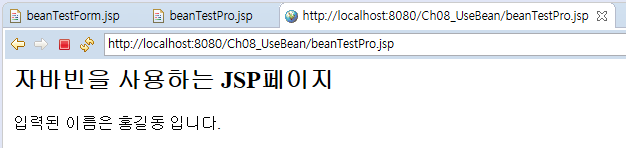 beanTestForm.jsp beanTestPro.jsp http://localhost:8080/Ch08_UseBean/beanTestPro.jsp
http://localhost:8080/Ch08_UseBean/beanTestPro.jsp
자바빈을 사용하는 JSP페이지
입력된 이름은 홍길동 입니다.